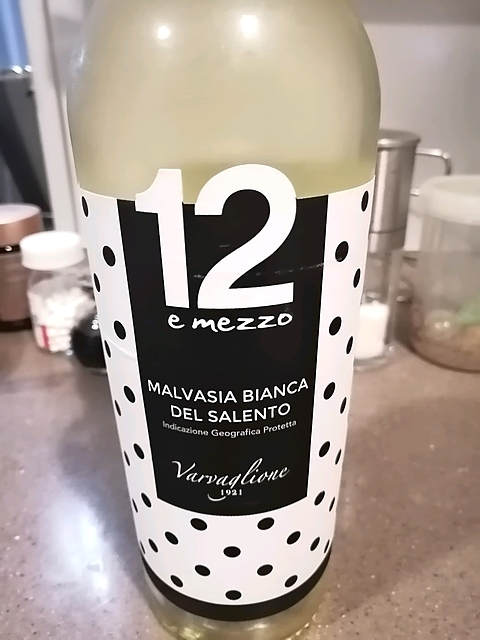 12
e mezzo
MALVASIA BIANCA
DEL SALENTO
Indicazione Geografica Protetta
Varvaglione
1921